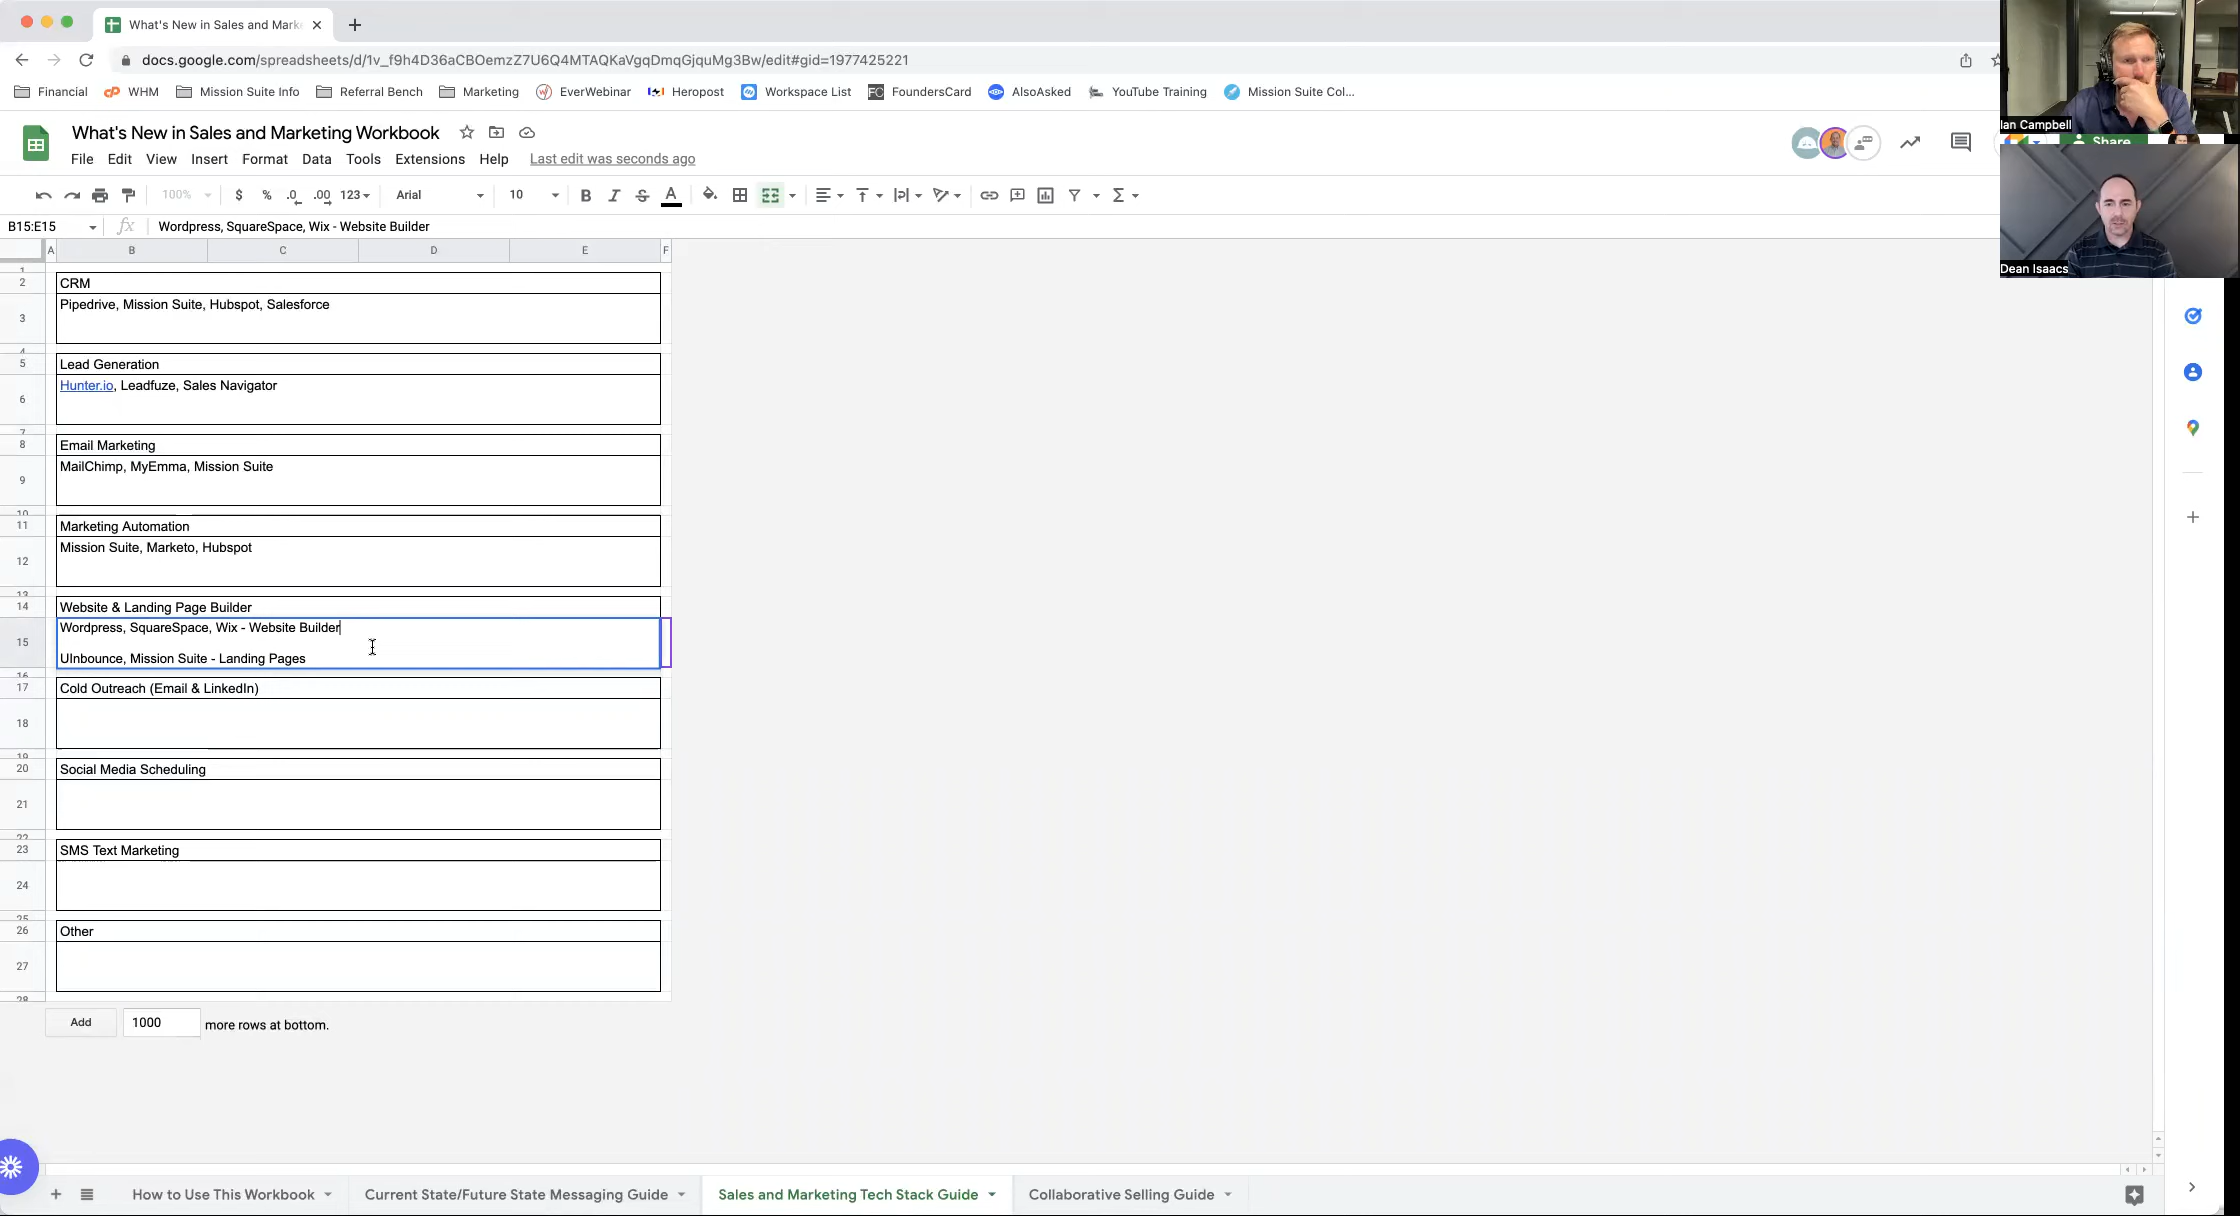 What's New in Sales and Mark
docs.google.com/spreadsheets/d/1v_f9h4D36aCBOemzZ7U6Q4MTAQKaVgqDmqGjquMg3Bw/edit#gid=1977425221
Financial WHM Mission Suite Info Referral Bench Marketing EverWebinar Heropost Workspace List FoundersCard AlsoAsked YouTube Training Mission Suite Col...
Ian Campbell
What's New in Sales and Marketing Workbook
Share
File Edit View Insert Format Data Tools Extensions Help Last edit was seconds ago
100% $ % .0 .00 123 Arial 10 B I S A
B15:E15 fx Wordpress, SquareSpace, Wix - Website Builder
Dean Isaacs
A B C D E F
1
2 CRM
3 Pipedrive, Mission Suite, Hubspot, Salesforce
4
5 Lead Generation
6 Hunter.io, Leadfuze, Sales Navigator
7
8 Email Marketing
9 MailChimp, MyEmma, Mission Suite
10
11 Marketing Automation
12 Mission Suite, Marketo, Hubspot
13
14 Website & Landing Page Builder
15 Wordpress, SquareSpace, Wix - Website Builder
UInbounce, Mission Suite - Landing Pages
16
17 Cold Outreach (Email & LinkedIn)
18
19
20 Social Media Scheduling
21
22
23 SMS Text Marketing
24
25
26 Other
27
28
Add 1000 more rows at bottom.
How to Use This Workbook Current State/Future State Messaging Guide Sales and Marketing Tech Stack Guide Collaborative Selling Guide